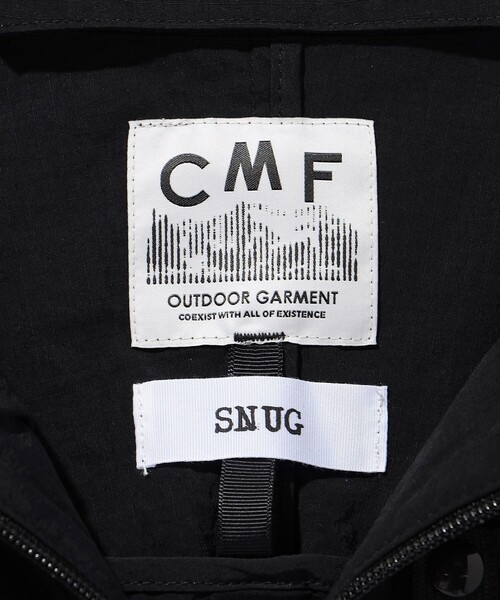 CMF
OUTDOOR GARMENT
COEXIST WITH ALL OF EXISTENCE
SNUG